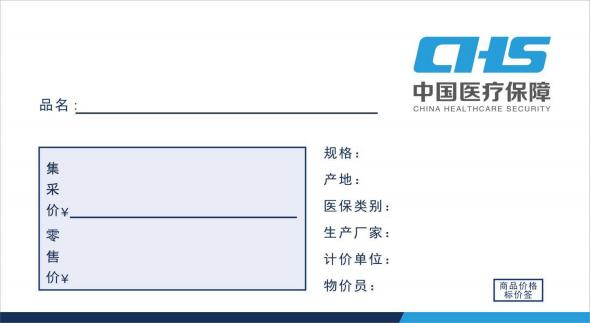 CHS
中国医疗保障
CHINA HEALTHCARE SECURITY
品名:
集采价¥
零售价¥
规格：
产地：
医保类别：
生产厂家：
计价单位：
物价员：
商品价格
标价签